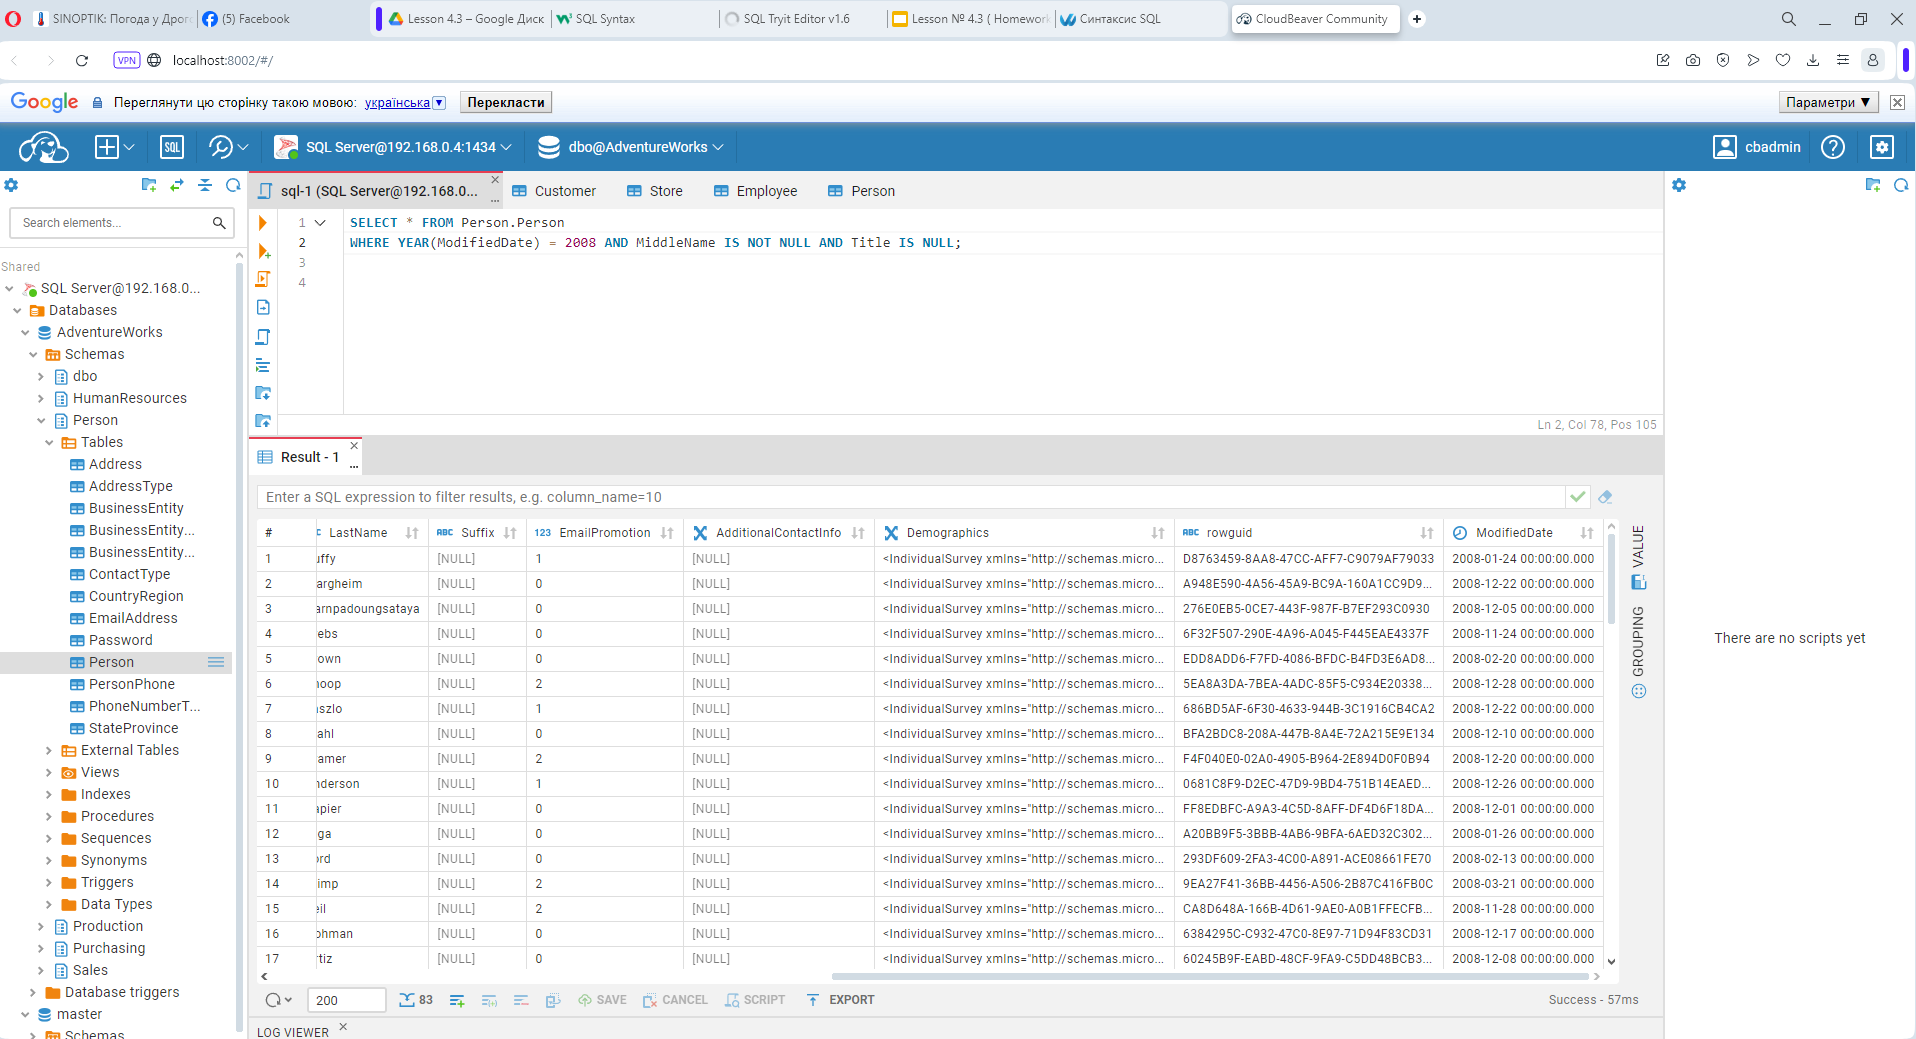 SINOPTIK: Погода у Дрого
(5) Facebook
Lesson 4.3 – Google Диск
SQL Syntax
SQL Tryit Editor v1.6
Lesson № 4.3 ( Homework
Синтаксис SQL
CloudBeaver Community
VPN
localhost:8002/#/
Google
Переглянути цю сторінку такою мовою: українська
Перекласти
Параметри ▼
SQL
SQL Server@192.168.0.4:1434
dbo@AdventureWorks
cbadmin
sql-1 (SQL Server@192.168.0...
Customer
Store
Employee
Person
Search elements...
Shared
SQL Server@192.168.0...
Databases
AdventureWorks
Schemas
dbo
HumanResources
Person
Tables
Address
AddressType
BusinessEntity
BusinessEntity...
BusinessEntity...
ContactType
CountryRegion
EmailAddress
Password
Person
PersonPhone
PhoneNumberT...
StateProvince
External Tables
Views
Indexes
Procedures
Sequences
Synonyms
Triggers
Data Types
Production
Purchasing
Sales
Database triggers
master
Schemas
1 SELECT * FROM Person.Person
2 WHERE YEAR(ModifiedDate) = 2008 AND MiddleName IS NOT NULL AND Title IS NULL;
3
4
Ln 2, Col 78, Pos 105
Result - 1
Enter a SQL expression to filter results, e.g. column_name=10
# LastName ABC Suffix 123 EmailPromotion AdditionalContactInfo Demographics ABC rowguid ModifiedDate
1 uffy [NULL] 1 [NULL] <IndividualSurvey xmlns="http://schemas.micro... D8763459-8AA8-47CC-AFF7-C9079AF79033 2008-01-24 00:00:00.000
2 argheim [NULL] 0 [NULL] <IndividualSurvey xmlns="http://schemas.micro... A948E590-4A56-45A9-BC9A-160A1CC9D9... 2008-12-22 00:00:00.000
3 arnpadoungsataya [NULL] 0 [NULL] <IndividualSurvey xmlns="http://schemas.micro... 276E0EB5-0CE7-443F-987F-B7EF293C0930 2008-12-05 00:00:00.000
4 ebs [NULL] 0 [NULL] <IndividualSurvey xmlns="http://schemas.micro... 6F32F507-290E-4A96-A045-F445EAE4337F 2008-11-24 00:00:00.000
5 own [NULL] 0 [NULL] <IndividualSurvey xmlns="http://schemas.micro... EDD8ADD6-F7FD-4086-BFDC-B4FD3E6AD8... 2008-02-20 00:00:00.000
6 oop [NULL] 2 [NULL] <IndividualSurvey xmlns="http://schemas.micro... 5EA8A3DA-7BEA-4ADC-85F5-C934E20338... 2008-12-28 00:00:00.000
7 szlo [NULL] 1 [NULL] <IndividualSurvey xmlns="http://schemas.micro... 686BD5AF-6F30-4633-944B-3C1916CB4CA2 2008-12-22 00:00:00.000
8 ahl [NULL] 0 [NULL] <IndividualSurvey xmlns="http://schemas.micro... BFA2BDC8-208A-447B-8A4E-72A215E9E134 2008-12-10 00:00:00.000
9 amer [NULL] 2 [NULL] <IndividualSurvey xmlns="http://schemas.micro... F4F040E0-02A0-4905-B964-2E894D0F0B94 2008-12-20 00:00:00.000
10 nderson [NULL] 1 [NULL] <IndividualSurvey xmlns="http://schemas.micro... 0681C8F9-D2EC-47D9-9BD4-751B14EAED... 2008-12-26 00:00:00.000
11 apier [NULL] 0 [NULL] <IndividualSurvey xmlns="http://schemas.micro... FF8EDBFC-A9A3-4C5D-8AFF-DF4D6F18DA... 2008-12-01 00:00:00.000
12 ga [NULL] 0 [NULL] <IndividualSurvey xmlns="http://schemas.micro... A20BB9F5-3BBB-4AB6-9BFA-6AED32C302... 2008-01-26 00:00:00.000
13 ord [NULL] 0 [NULL] <IndividualSurvey xmlns="http://schemas.micro... 293DF609-2FA3-4C00-A891-ACE08661FE70 2008-02-13 00:00:00.000
14 imp [NULL] 2 [NULL] <IndividualSurvey xmlns="http://schemas.micro... 9EA27F41-36BB-4456-A506-2B87C416FB0C 2008-03-21 00:00:00.000
15 eil [NULL] 2 [NULL] <IndividualSurvey xmlns="http://schemas.micro... CA8D648A-166B-4D61-9AE0-A0B1FFECFB... 2008-11-28 00:00:00.000
16 ohman [NULL] 0 [NULL] <IndividualSurvey xmlns="http://schemas.micro... 6384295C-C932-47C0-8E97-71D94F83CD31 2008-12-17 00:00:00.000
17 rtiz [NULL] 0 [NULL] <IndividualSurvey xmlns="http://schemas.micro... 60245B9F-EABD-48CF-9FA9-C5DD48BCB3... 2008-12-08 00:00:00.000
VALUE
GROUPING
200
83
SAVE
CANCEL
SCRIPT
EXPORT
Success - 57ms
LOG VIEWER
There are no scripts yet